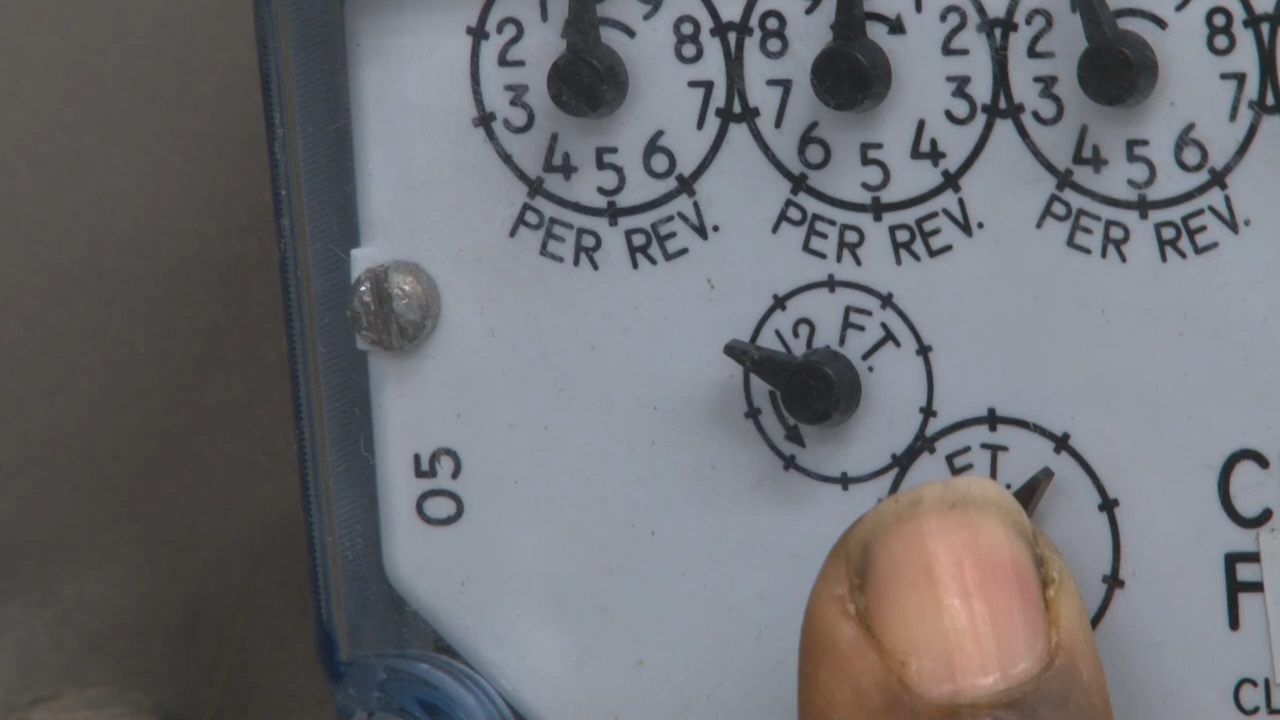 2 8 8 2 2 8
3 7 7 3 3 7
4 5 6 6 5 4 4 5 6
PER REV. PER REV. PER REV.
1/2 FT.
FT.
05